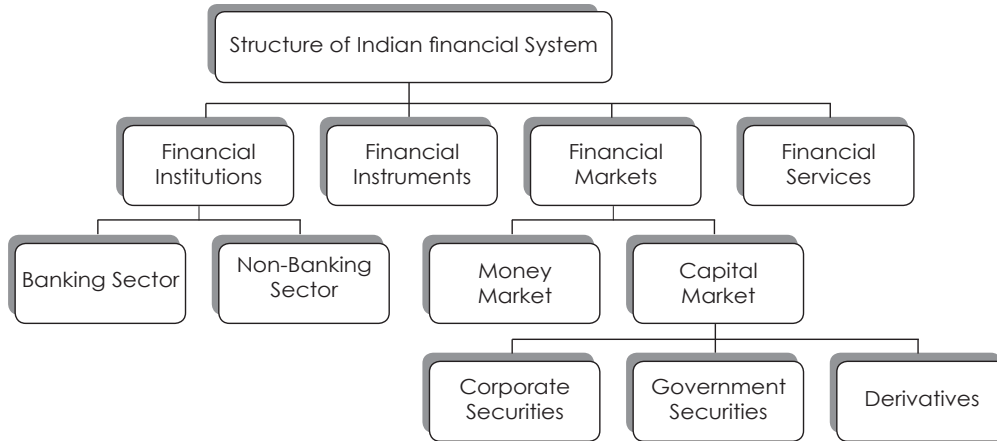 Structure of Indian financial System
Financial
Institutions
Financial
Instruments
Financial
Markets
Financial
Services
Banking Sector
Non-Banking
Sector
Money
Market
Capital
Market
Corporate
Securities
Government
Securities
Derivatives